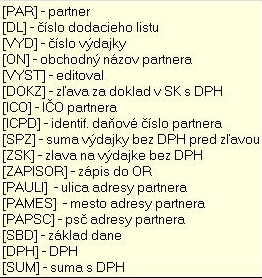 [PAR] - partner
[DL] - číslo dodacieho listu
[VYD] - číslo výdajky
[ON] - obchodný názov partnera
[VYST] - editoval
[DOKZ] - zľava za doklad v SK s DPH
[ICO] - IČO partnera
[ICPD] - identif. daňové číslo partnera
[SPZ] - suma výdajky bez DPH pred zľavou
[ZSK] - zlava na výdajke bez DPH
[ZAPISOR] - zápis do OR
[PAULI] - ulica adresy partnera
[PAMES] - mesto adresy partnera
[PAPSC] - psč adresy partnera
[SBD] - základ dane
[DPH] - DPH
[SUM] - suma s DPH